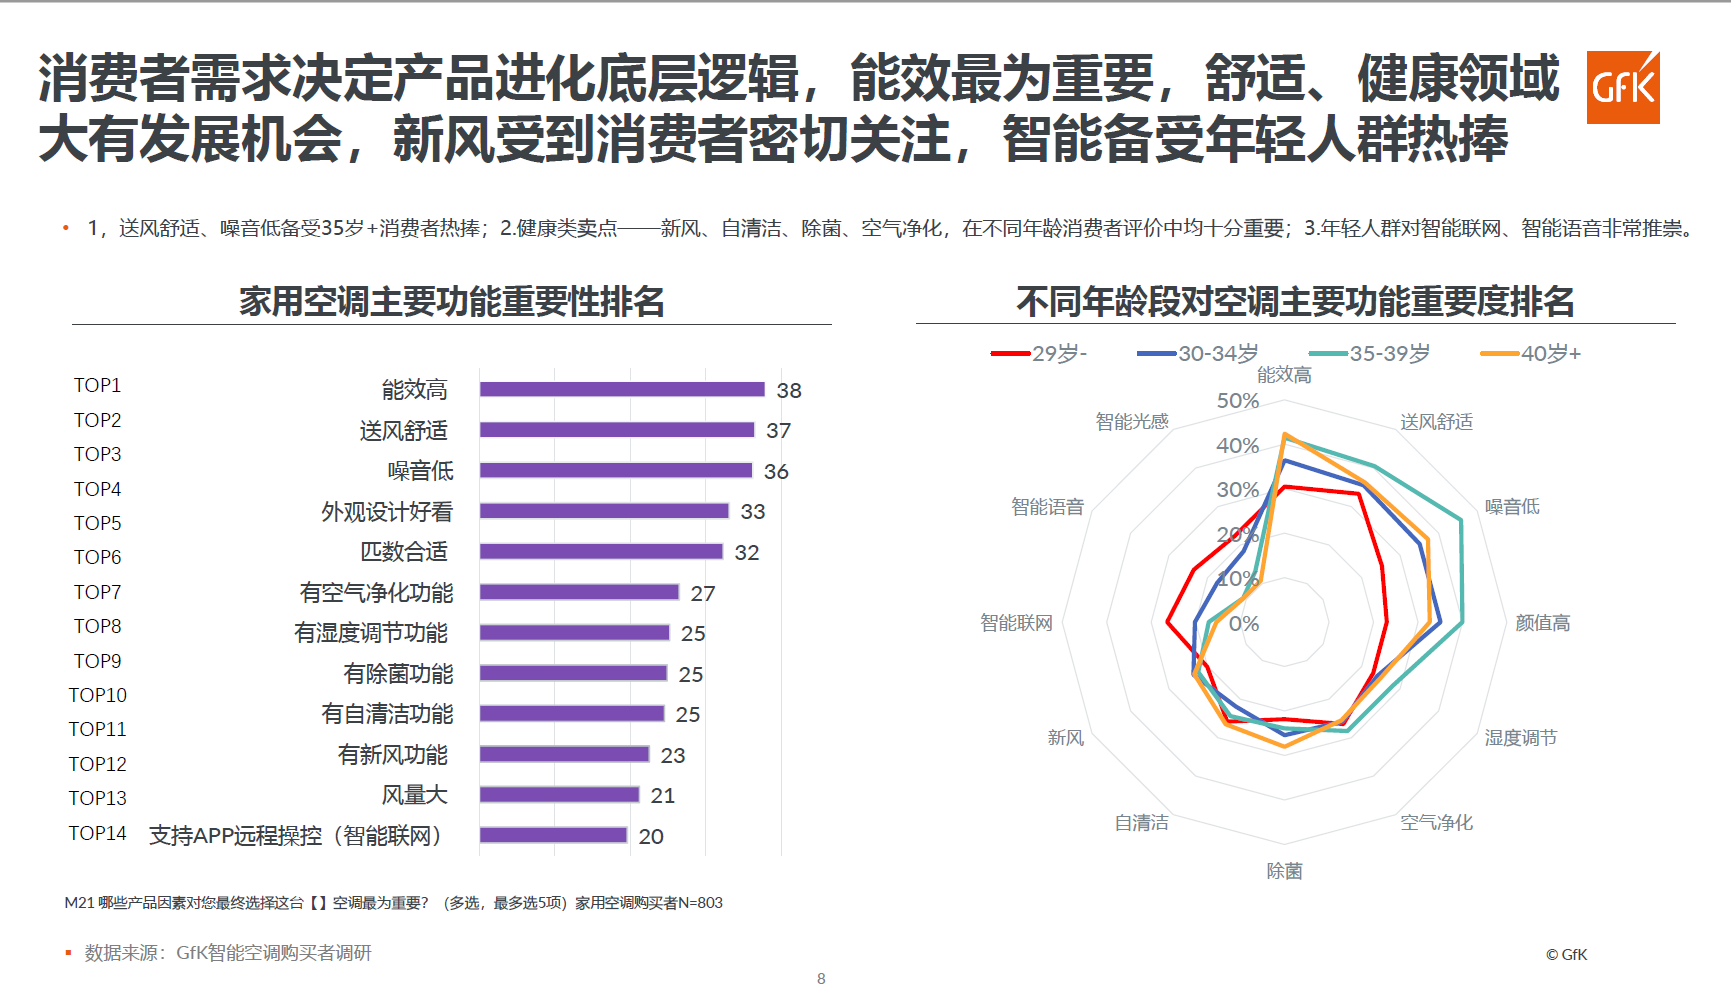 消费者需求决定产品进化底层逻辑，能效最为重要，舒适、健康领域
大有发展机会，新风受到消费者密切关注，智能备受年轻人群热捧
GfK
• 1，送风舒适、噪音低备受35岁+消费者热捧；2.健康类卖点——新风、自清洁、除菌、空气净化，在不同年龄消费者评价中均十分重要；3.年轻人群对智能联网、智能语音非常推崇。
家用空调主要功能重要性排名
TOP1
TOP2
TOP3
TOP4
TOP5
TOP6
TOP7
TOP8
TOP9
TOP10
TOP11
TOP12
TOP13
TOP14
能效高 38
送风舒适 37
噪音低 36
外观设计好看 33
匹数合适 32
有空气净化功能 27
有湿度调节功能 25
有除菌功能 25
有自清洁功能 25
有新风功能 23
风量大 21
支持APP远程操控（智能联网） 20
不同年龄段对空调主要功能重要度排名
29岁- 30-34岁 35-39岁 40岁+
能效高
送风舒适
噪音低
颜值高
湿度调节
空气净化
除菌
自清洁
新风
智能联网
智能语音
智能光感
50%
40%
30%
20%
10%
0%
M21 哪些产品因素对您最终选择这台【】空调最为重要？（多选，最多选5项）家用空调购买者N=803
数据来源：GfK智能空调购买者调研
© GfK
8